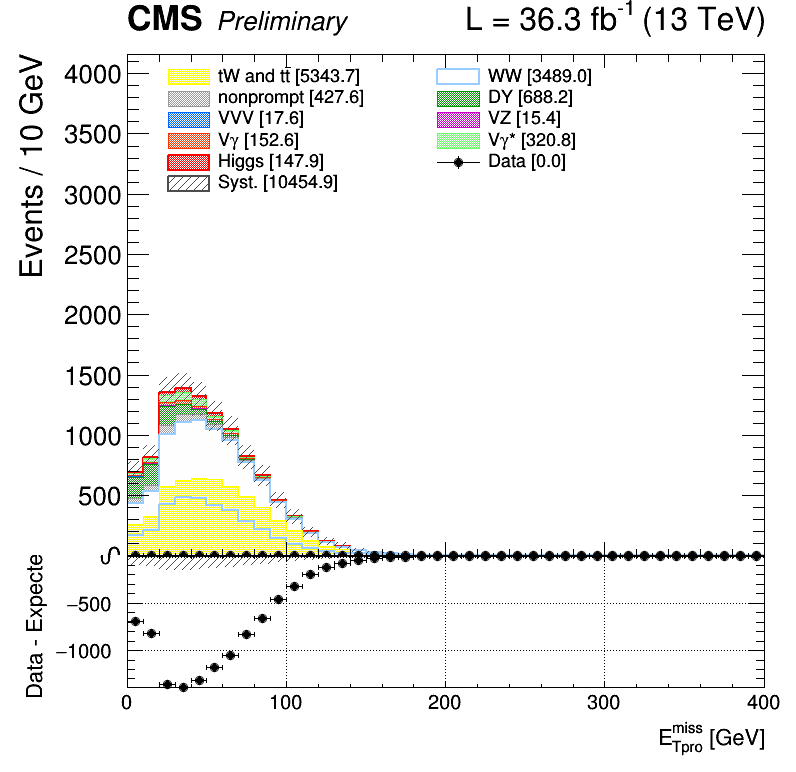 CMS Preliminary L = 36.3 fb⁻¹ (13 TeV)
Events / 10 GeV
4000
3500
3000
2500
2000
1500
1000
500
0
tW and tt̄ [5343.7]
nonprompt [427.6]
VVV [17.6]
Vγ [152.6]
Higgs [147.9]
Syst. [10454.9]
WW [3489.0]
DY [688.2]
VZ [15.4]
Vγ* [320.8]
Data [0.0]
Data - Expecte
0
−500
−1000
0 100 200 300 400
E_Tpro^miss [GeV]